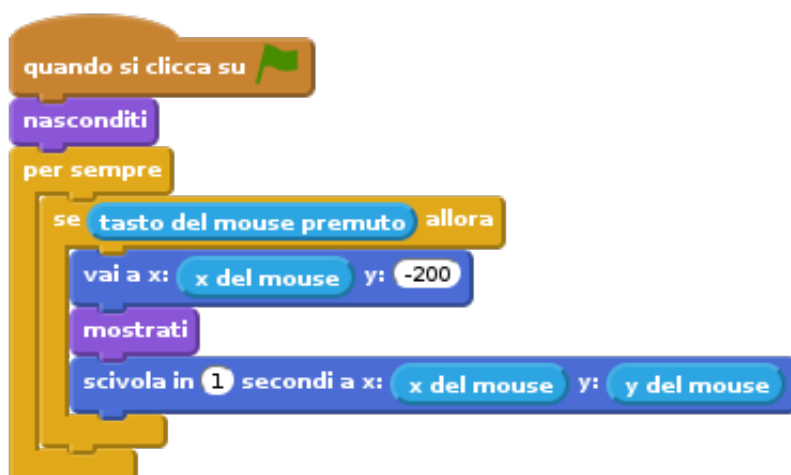 quando si clicca su
nasconditi
per sempre
se tasto del mouse premuto allora
vai a x: x del mouse y: -200
mostrati
scivola in 1 secondi a x: x del mouse y: y del mouse